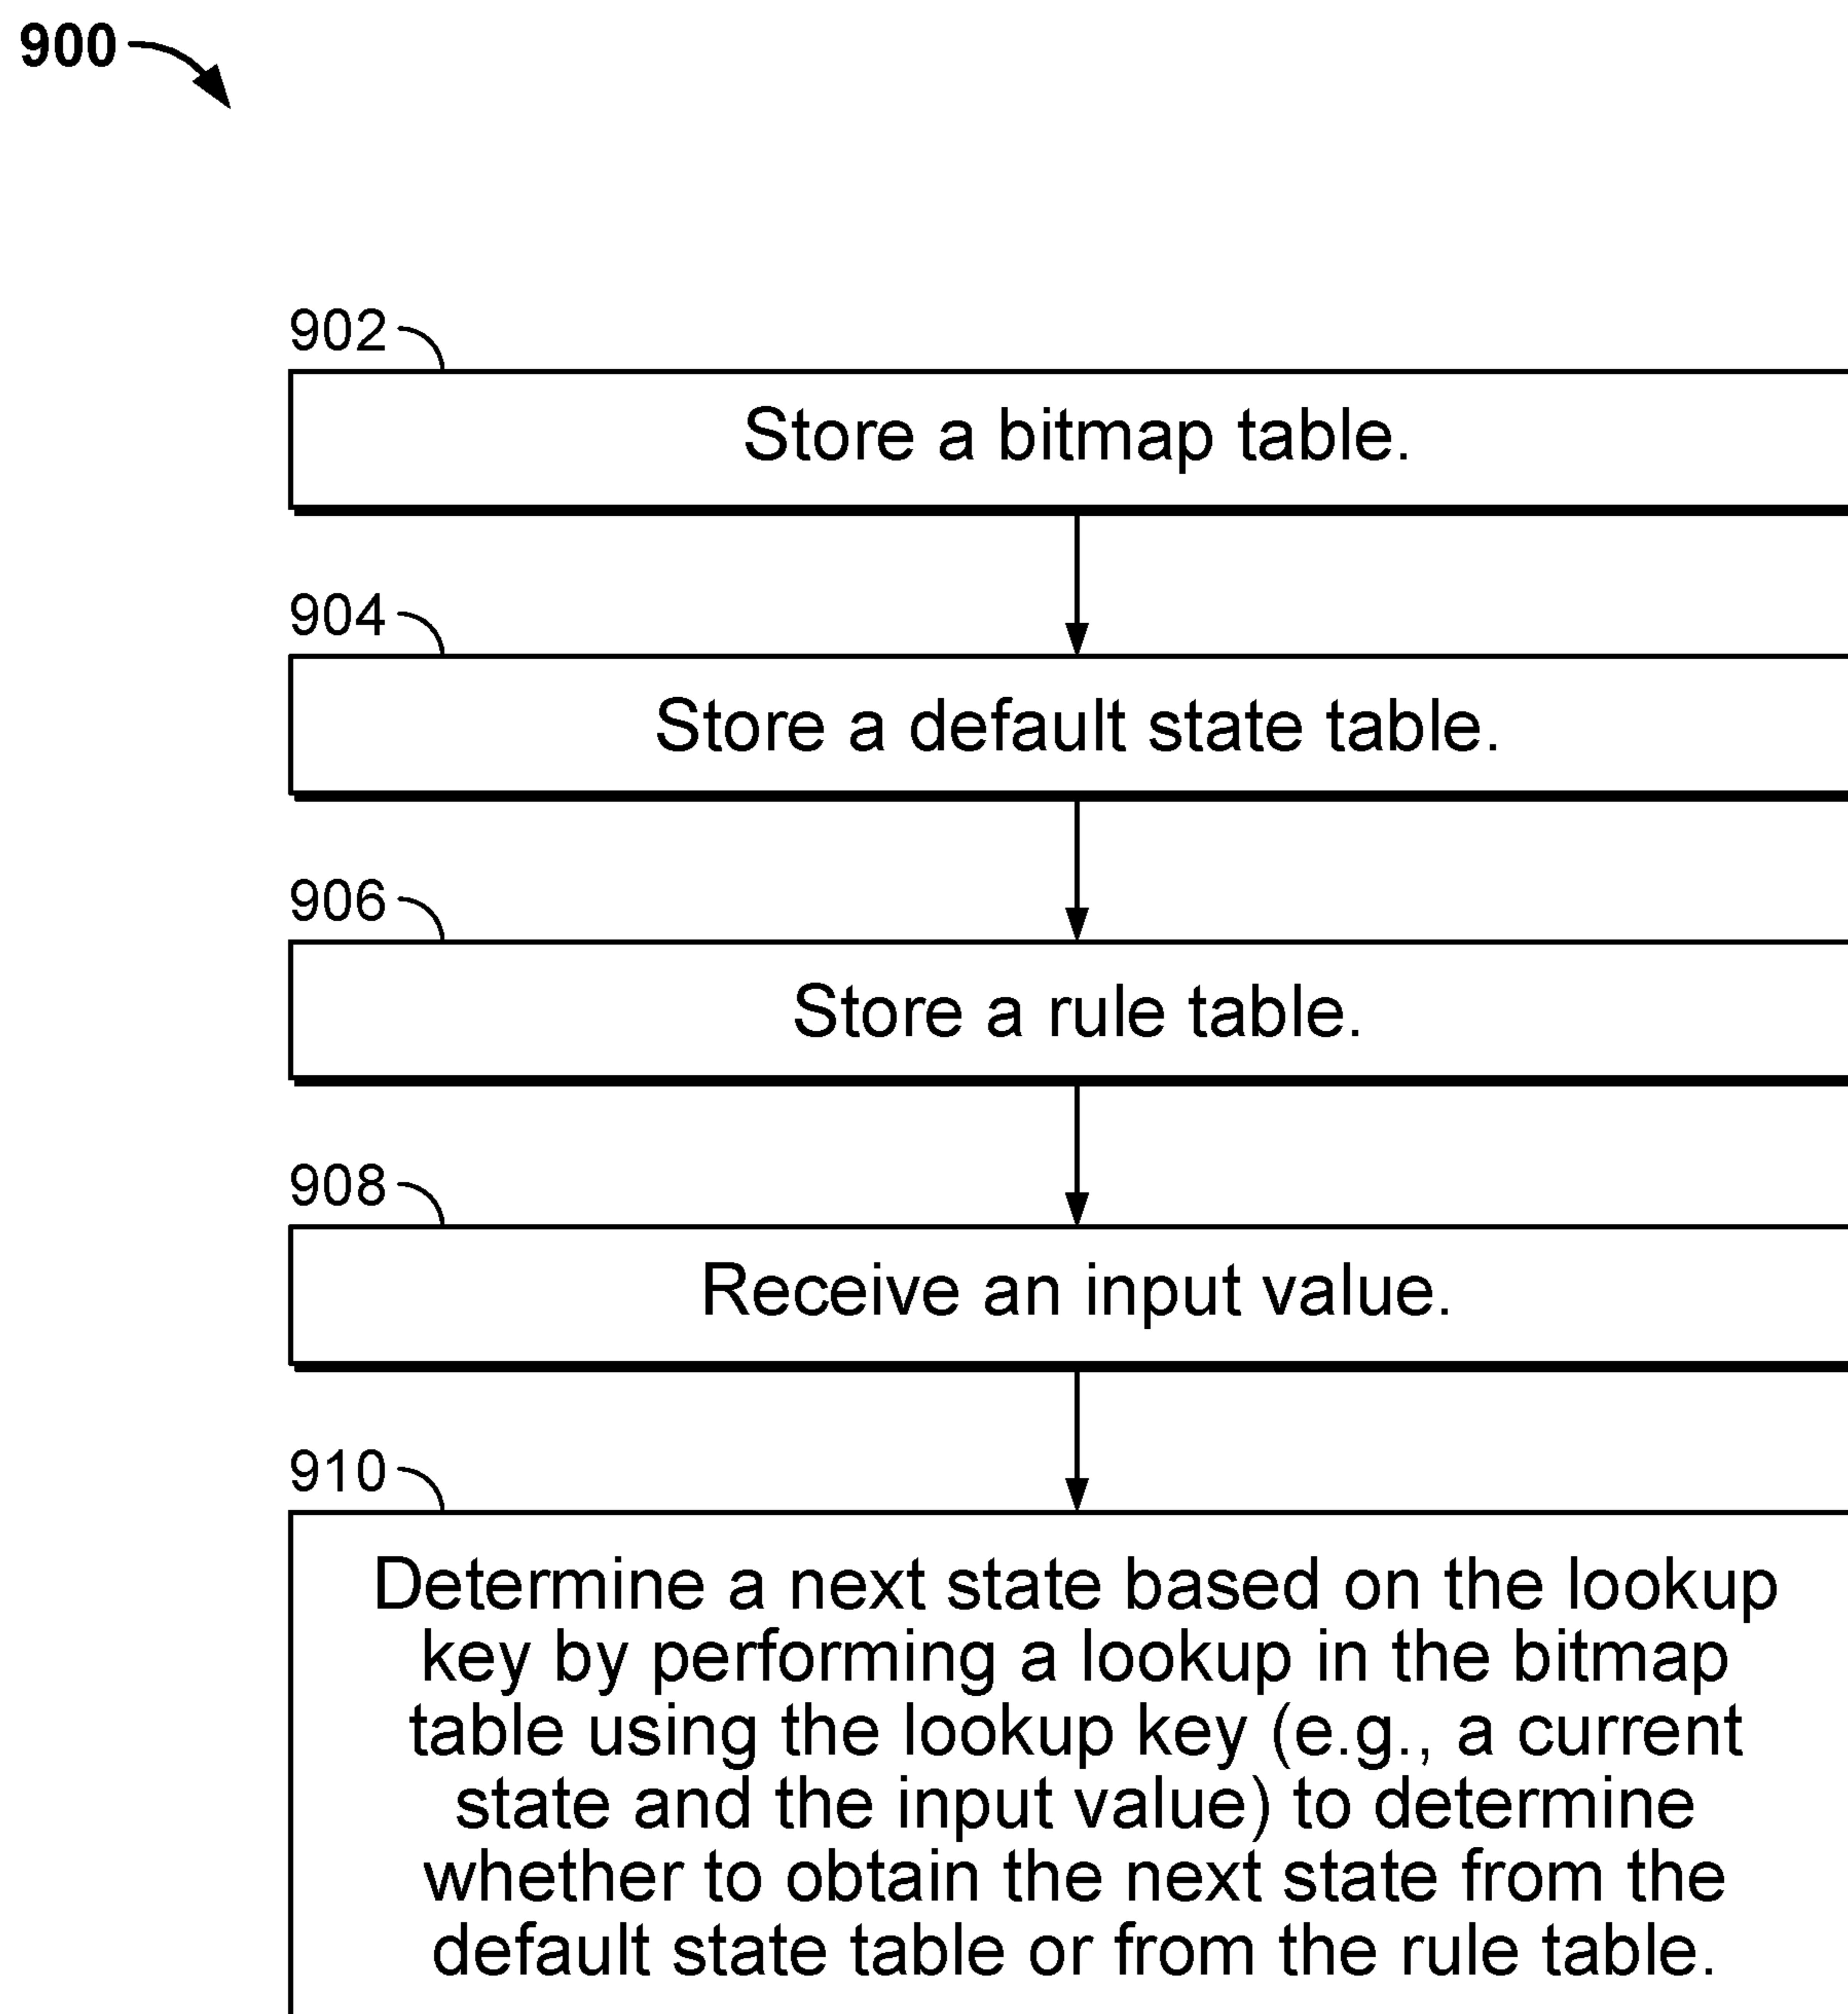 900
902
Store a bitmap table.
904
Store a default state table.
906
Store a rule table.
908
Receive an input value.
910
Determine a next state based on the lookup
key by performing a lookup in the bitmap
table using the lookup key (e.g., a current
state and the input value) to determine
whether to obtain the next state from the
default state table or from the rule table.